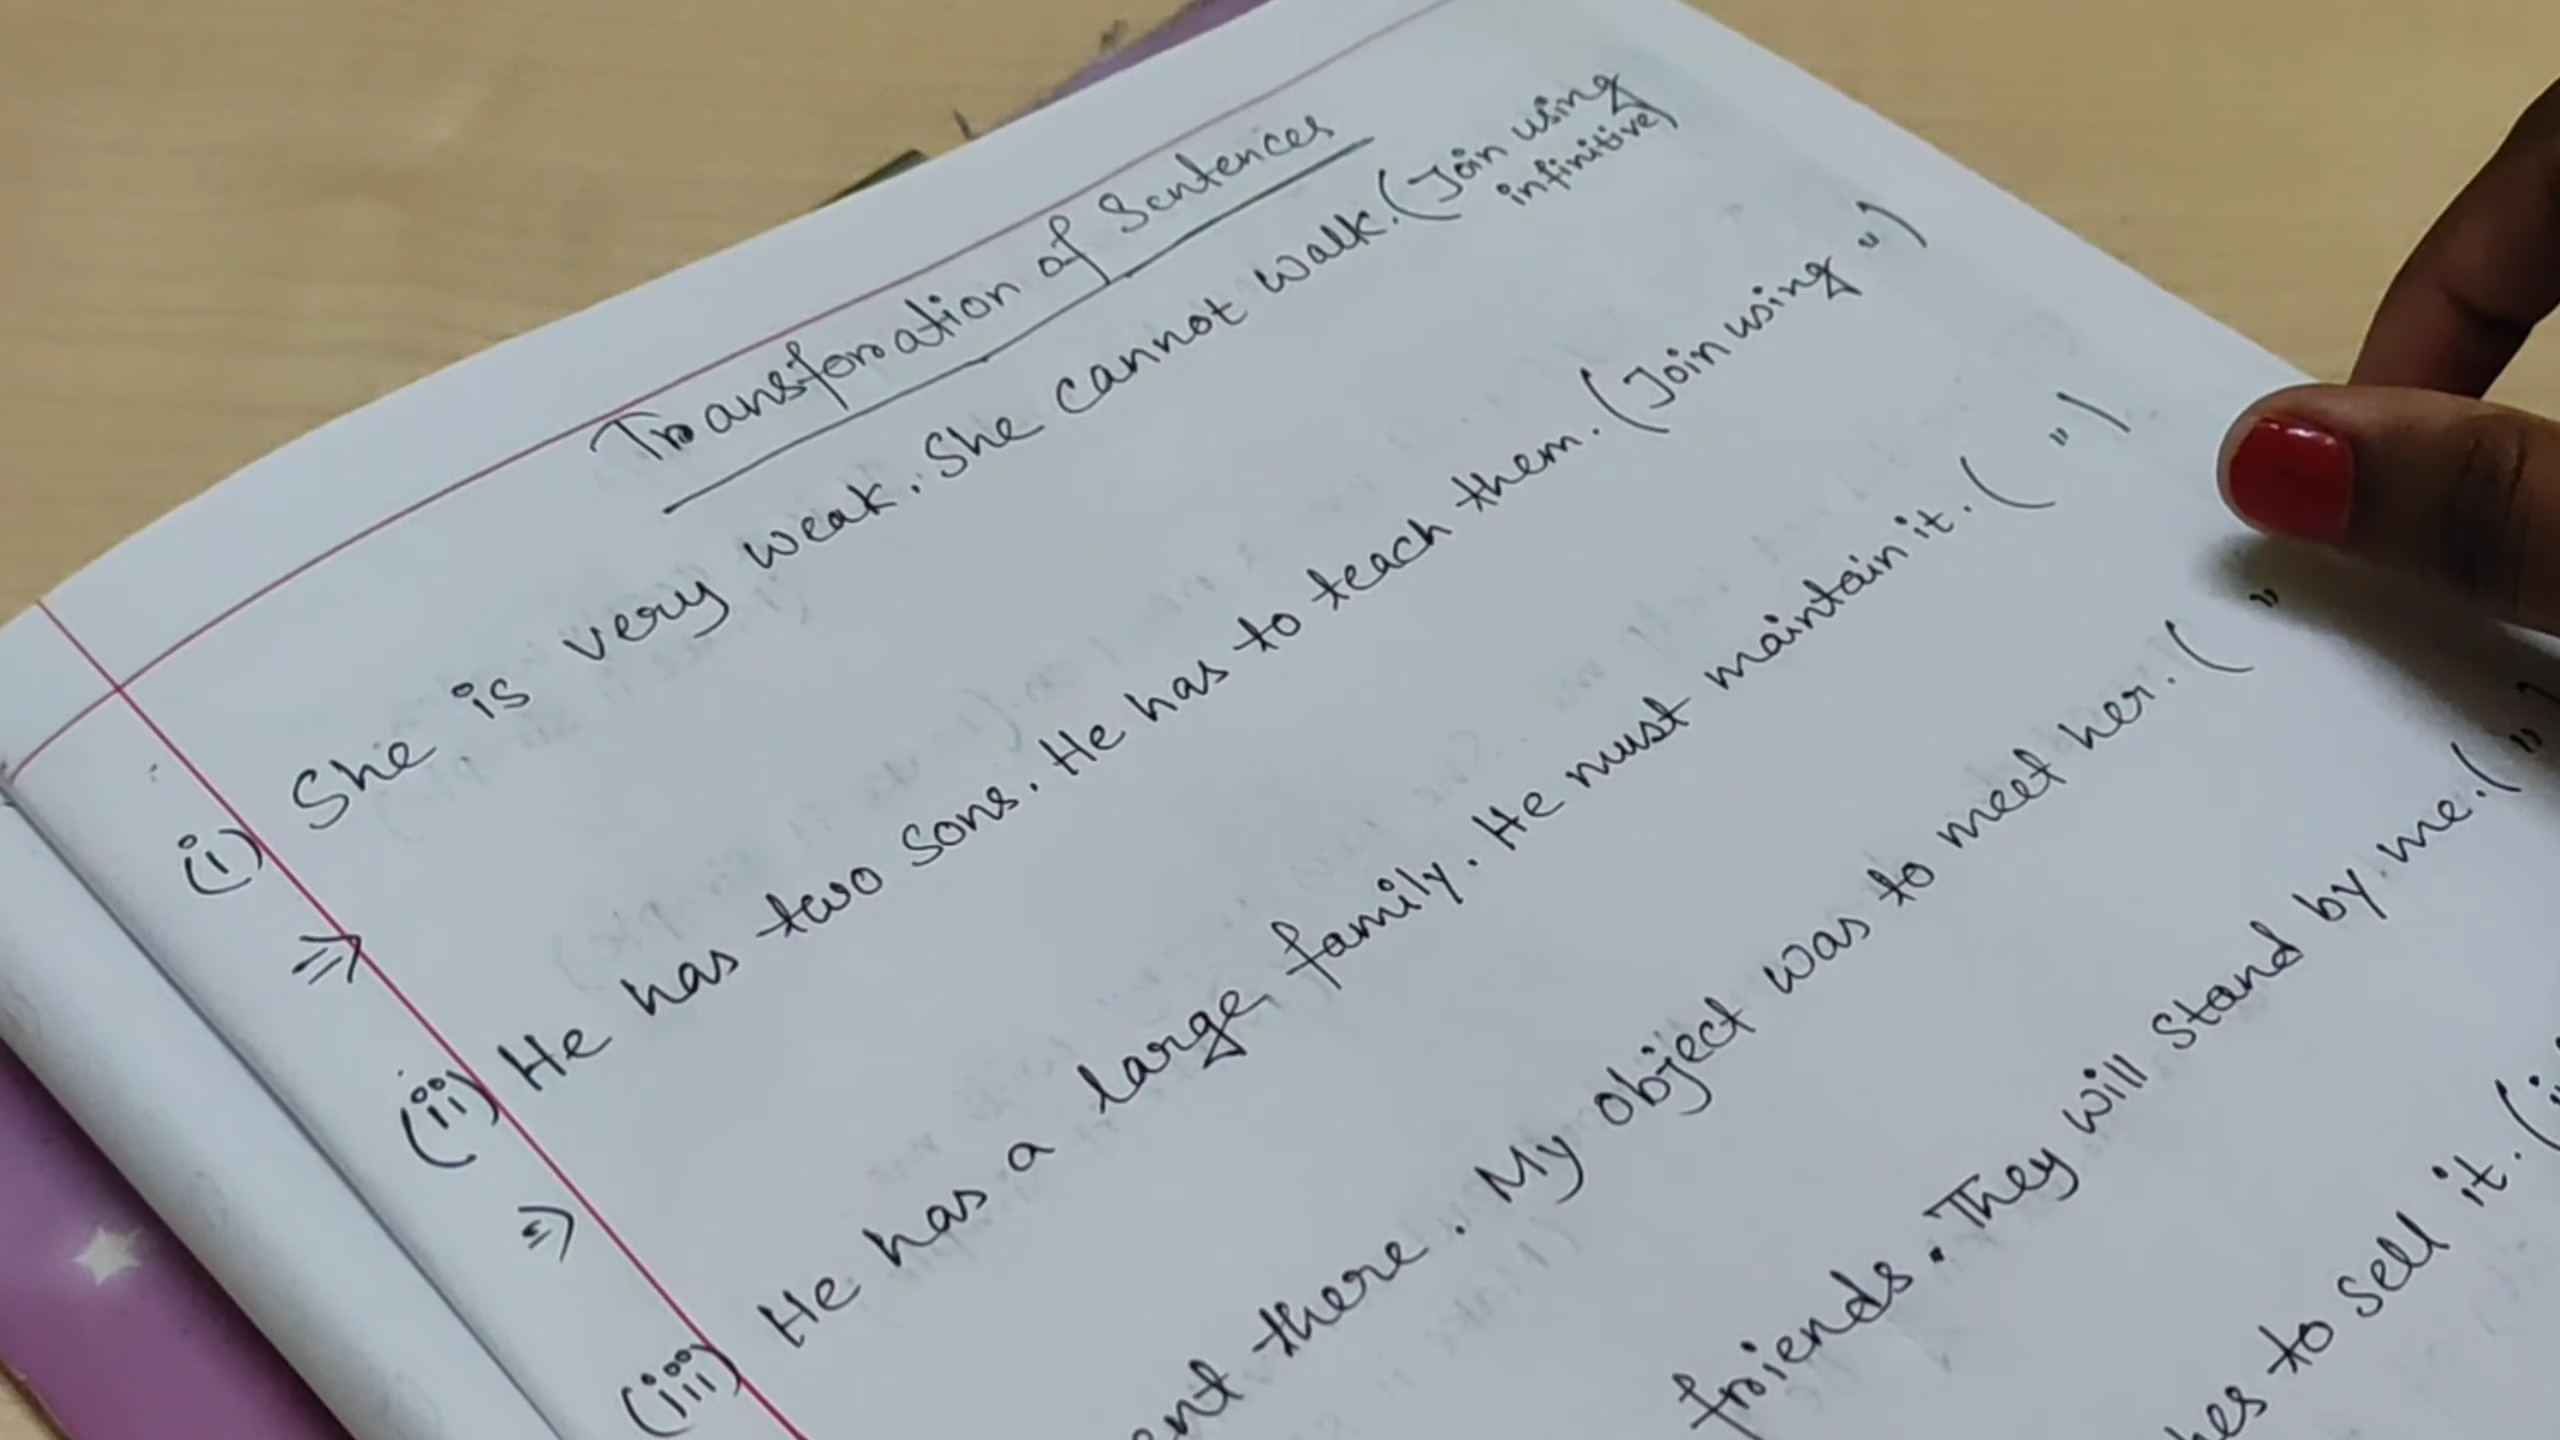 Transforation of Sentences
(i) She is very weak. She cannot walk. (Join using
infinitive)
⇒
(ii) He has two sons. He has to teach them. (Join using ")
⇒
(iii) He has a large family. He must maintain it. ( " )
there. My object was to meet her. ( "
friends. They will stand by me. ( " )
to sell it. (